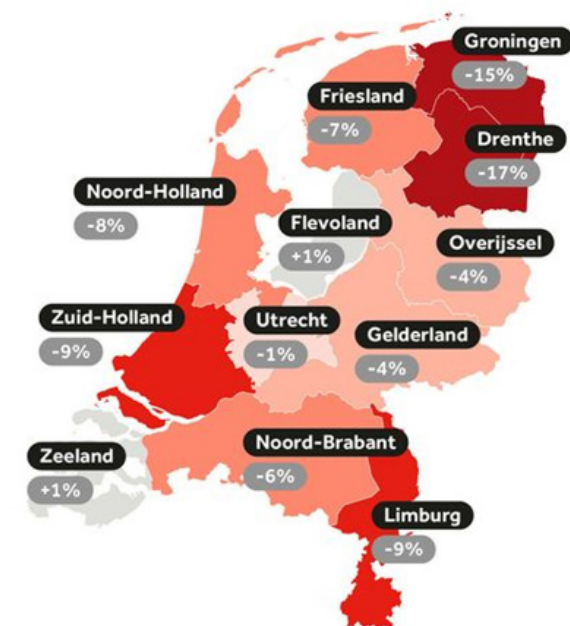 Groningen
-15%
Friesland
-7%
Drenthe
-17%
Noord-Holland
-8%
Flevoland
+1%
Overijssel
-4%
Zuid-Holland
-9%
Utrecht
-1%
Gelderland
-4%
Noord-Brabant
-6%
Zeeland
+1%
Limburg
-9%